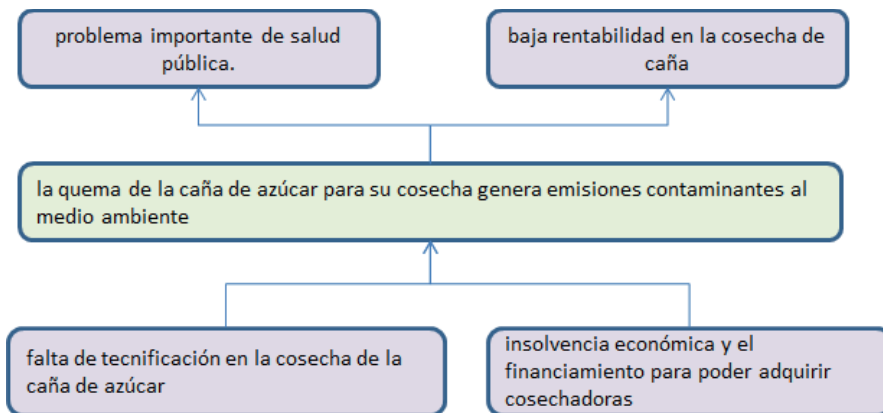 problema importante de salud
pública.
baja rentabilidad en la cosecha de
caña
la quema de la caña de azúcar para su cosecha genera emisiones contaminantes al
medio ambiente
falta de tecnificación en la cosecha de la
caña de azúcar
insolvencia económica y el
financiamiento para poder adquirir
cosechadoras